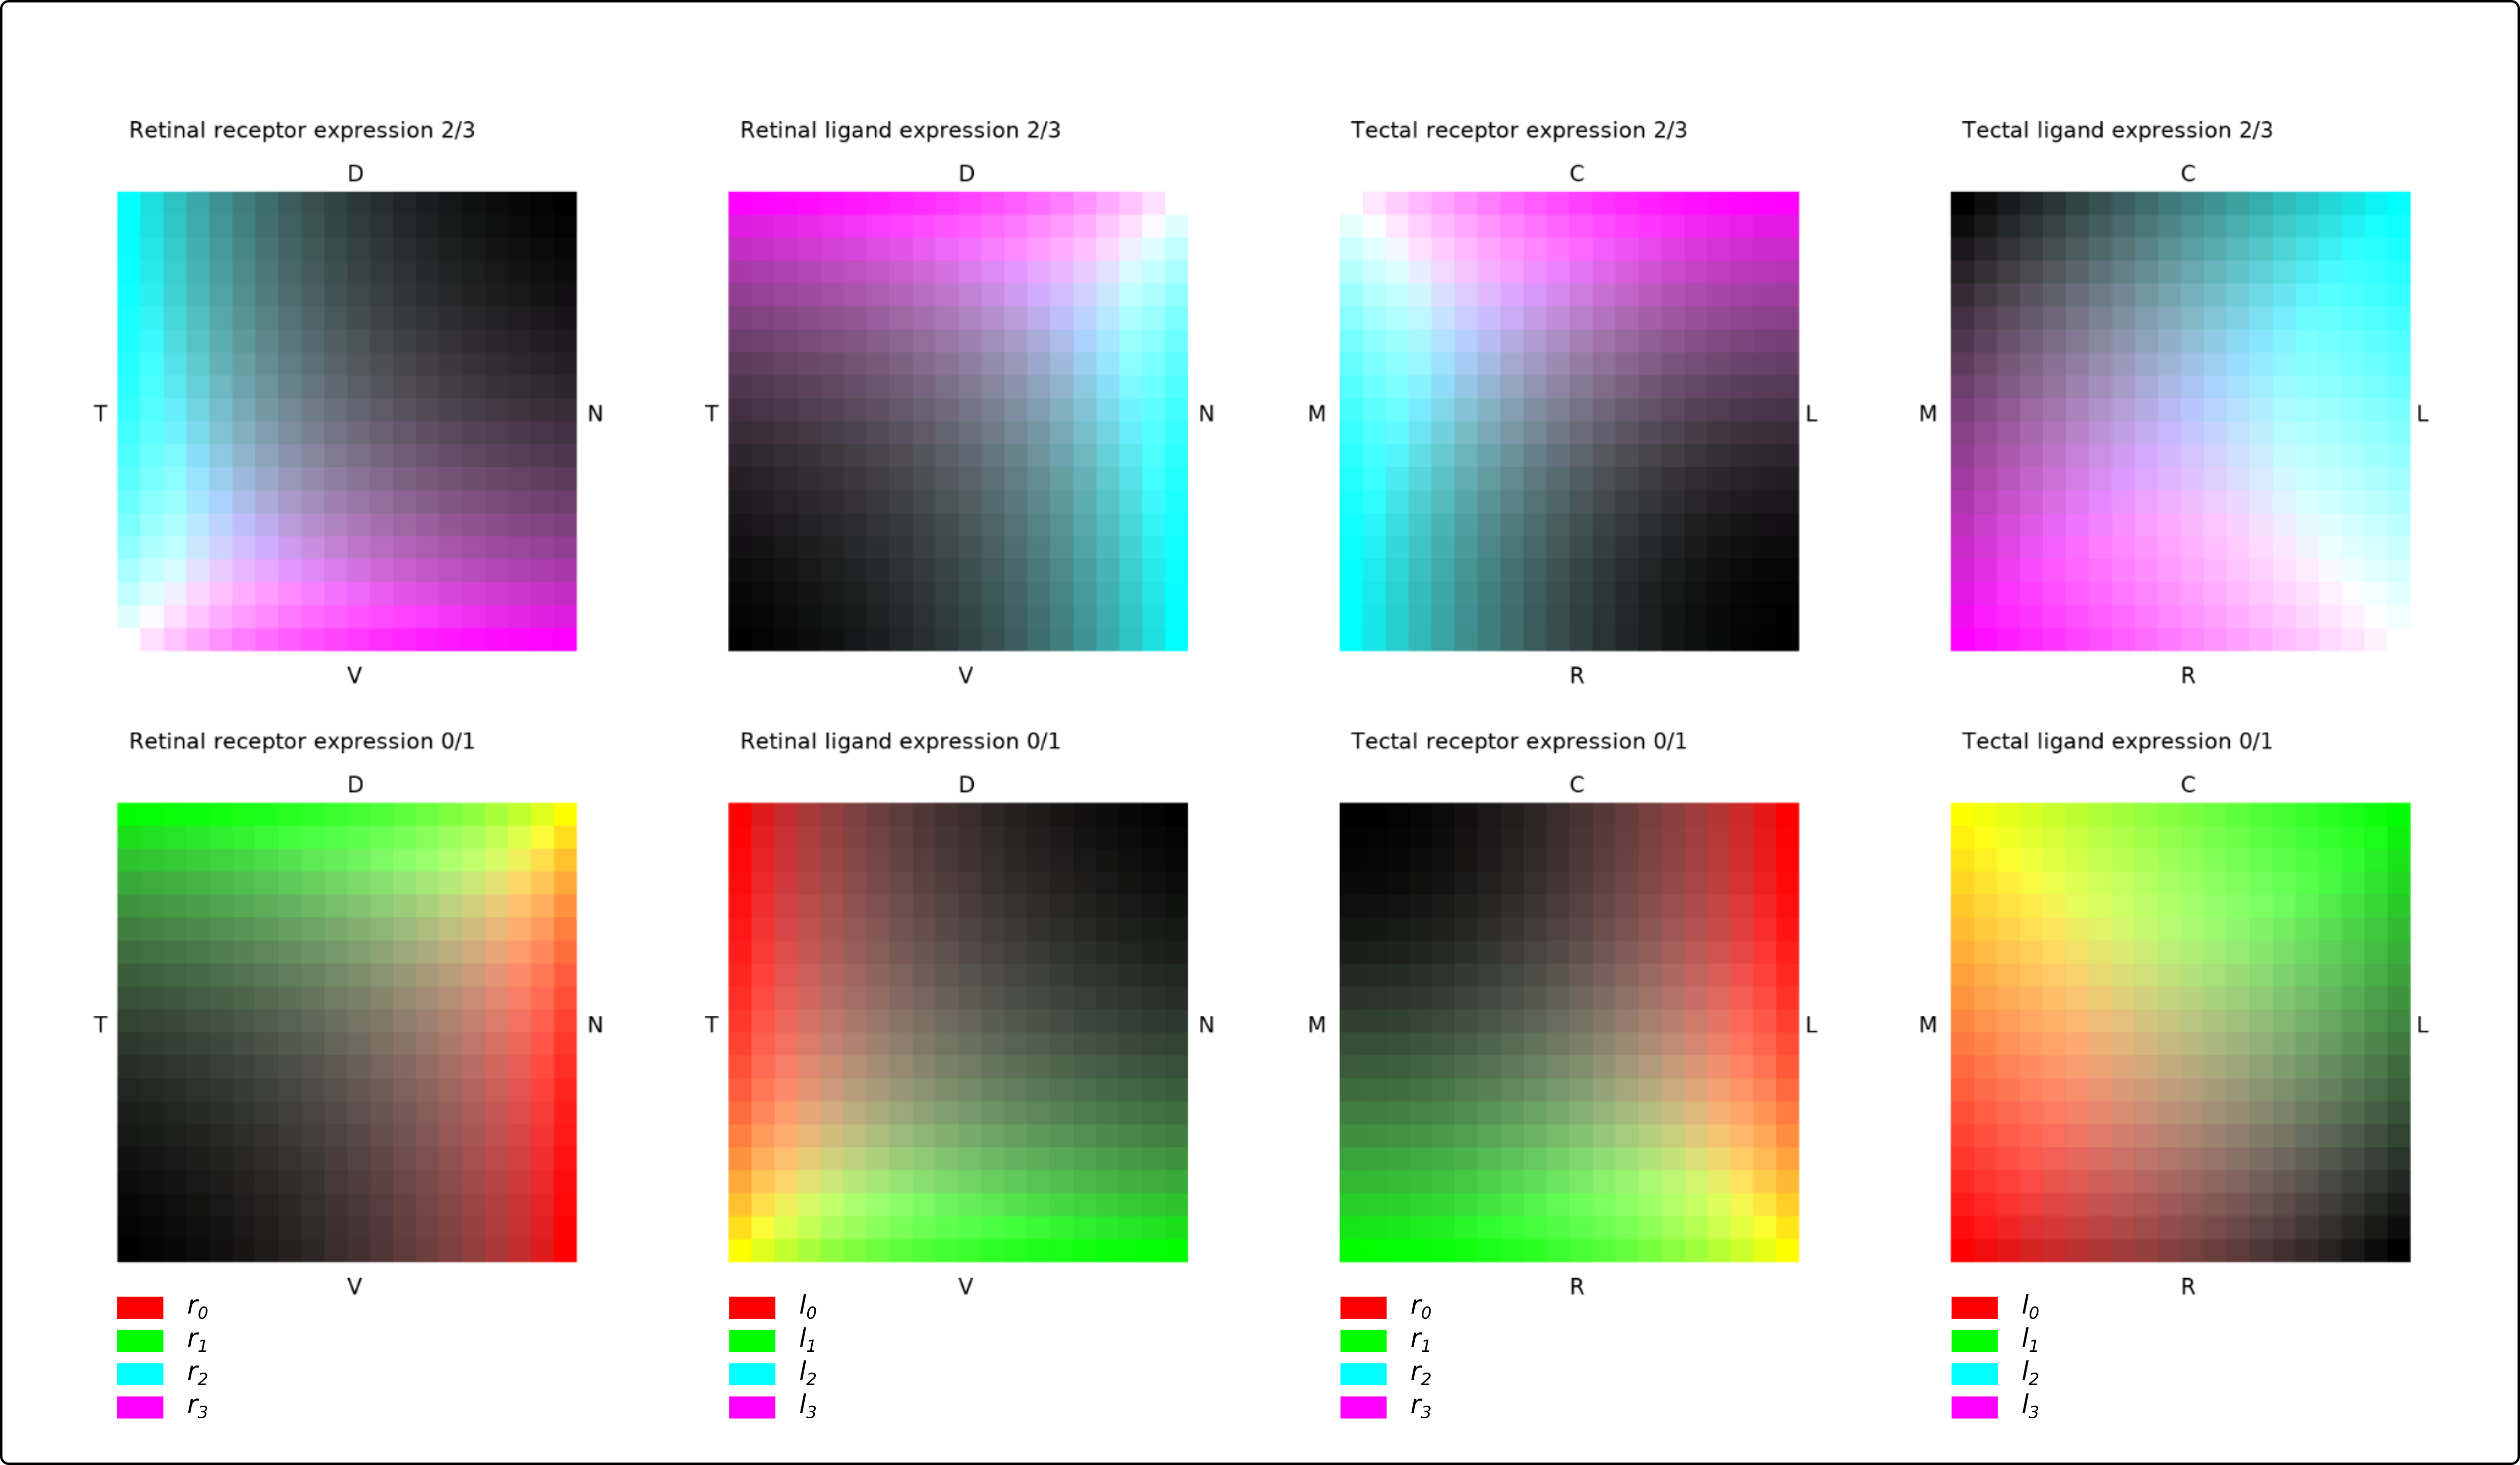 Retinal receptor expression 2/3 Retinal ligand expression 2/3 Tectal receptor expression 2/3 Tectal ligand expression 2/3
D D C C
T N T N M L M L
V V R R
Retinal receptor expression 0/1 Retinal ligand expression 0/1 Tectal receptor expression 0/1 Tectal ligand expression 0/1
D D C C
T N T N M L M L
V V R R
r0 l0 r0 l0
r1 l1 r1 l1
r2 l2 r2 l2
r3 l3 r3 l3